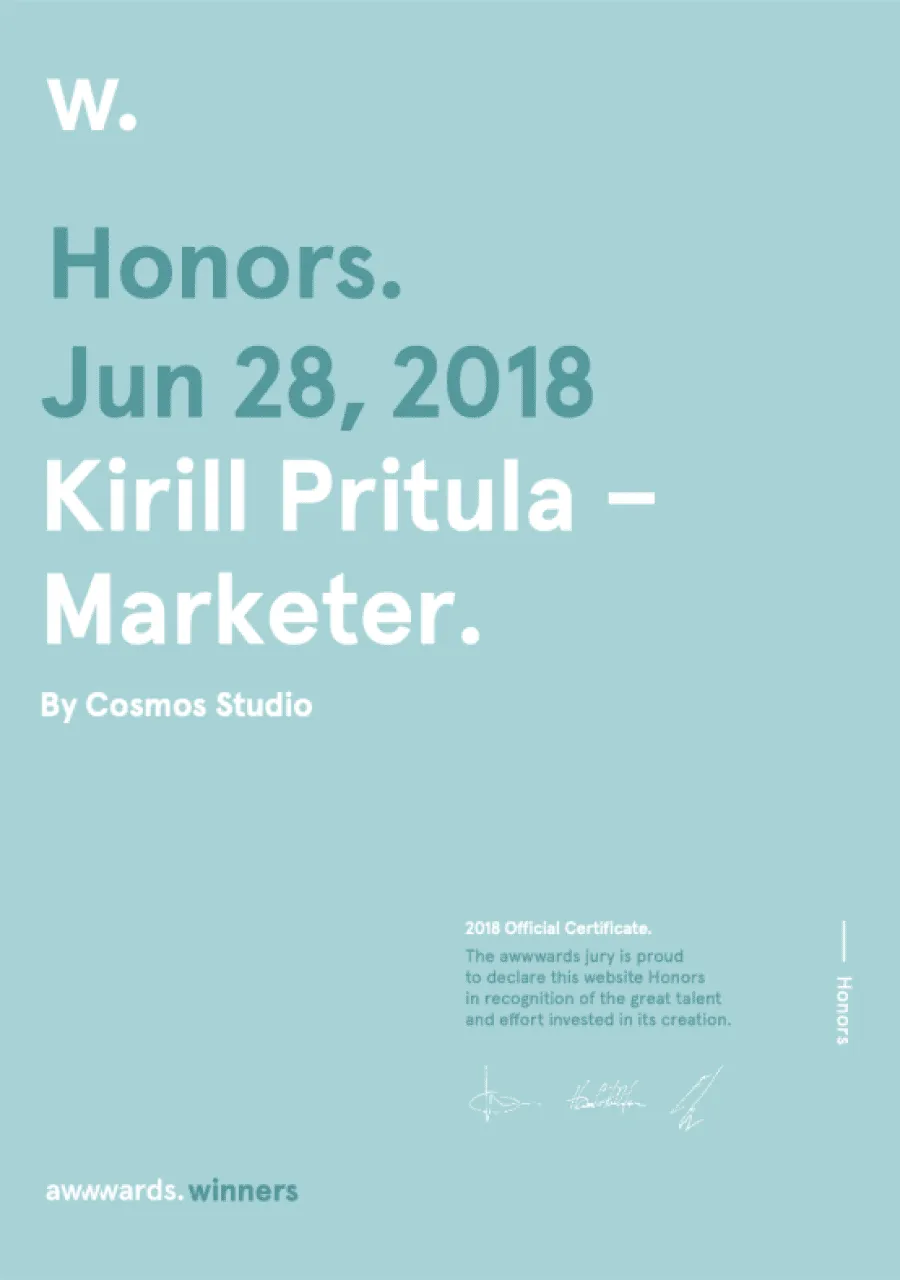 w.
Honors.
Jun 28, 2018
Kirill Pritula –
Marketer.
By Cosmos Studio
2018 Official Certificate.
The awwwards jury is proud
to declare this website Honors
in recognition of the great talent
and effort invested in its creation.
Honors
awwwards.winners